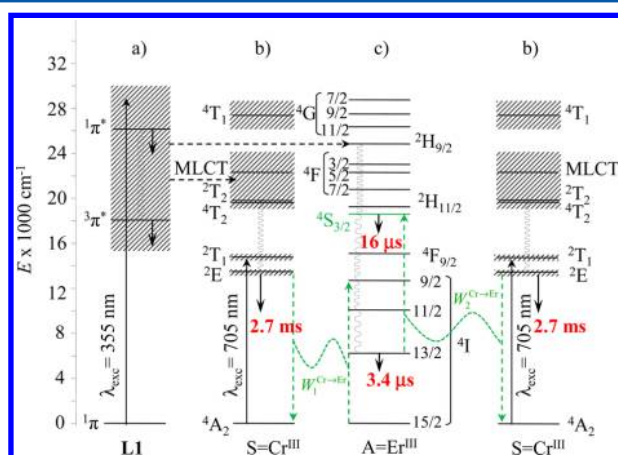 a) b) c) b)
E x 1000 cm⁻¹
32
28
24
20
16
12
8
4
0
¹π*
³π*
¹π
λexc = 355 nm
L1
MLCT
⁴T₁
²T₂
⁴T₂
²T₁
²E
2.7 ms
λexc = 705 nm
⁴A₂
S=Crᴵᴵᴵ
W₁^Cr→Er
⁴G
7/2
9/2
11/2
²H₉/₂
⁴F
3/2
5/2
7/2
²H₁₁/₂
⁴S₃/₂
16 μs
⁴F₉/₂
9/2
11/2
13/2
⁴I
3.4 μs
15/2
A=Erᴵᴵᴵ
W₂^Cr→Er
⁴T₁
MLCT
²T₂
⁴T₂
²T₁
²E
2.7 ms
λexc = 705 nm
⁴A₂
S=Crᴵᴵᴵ